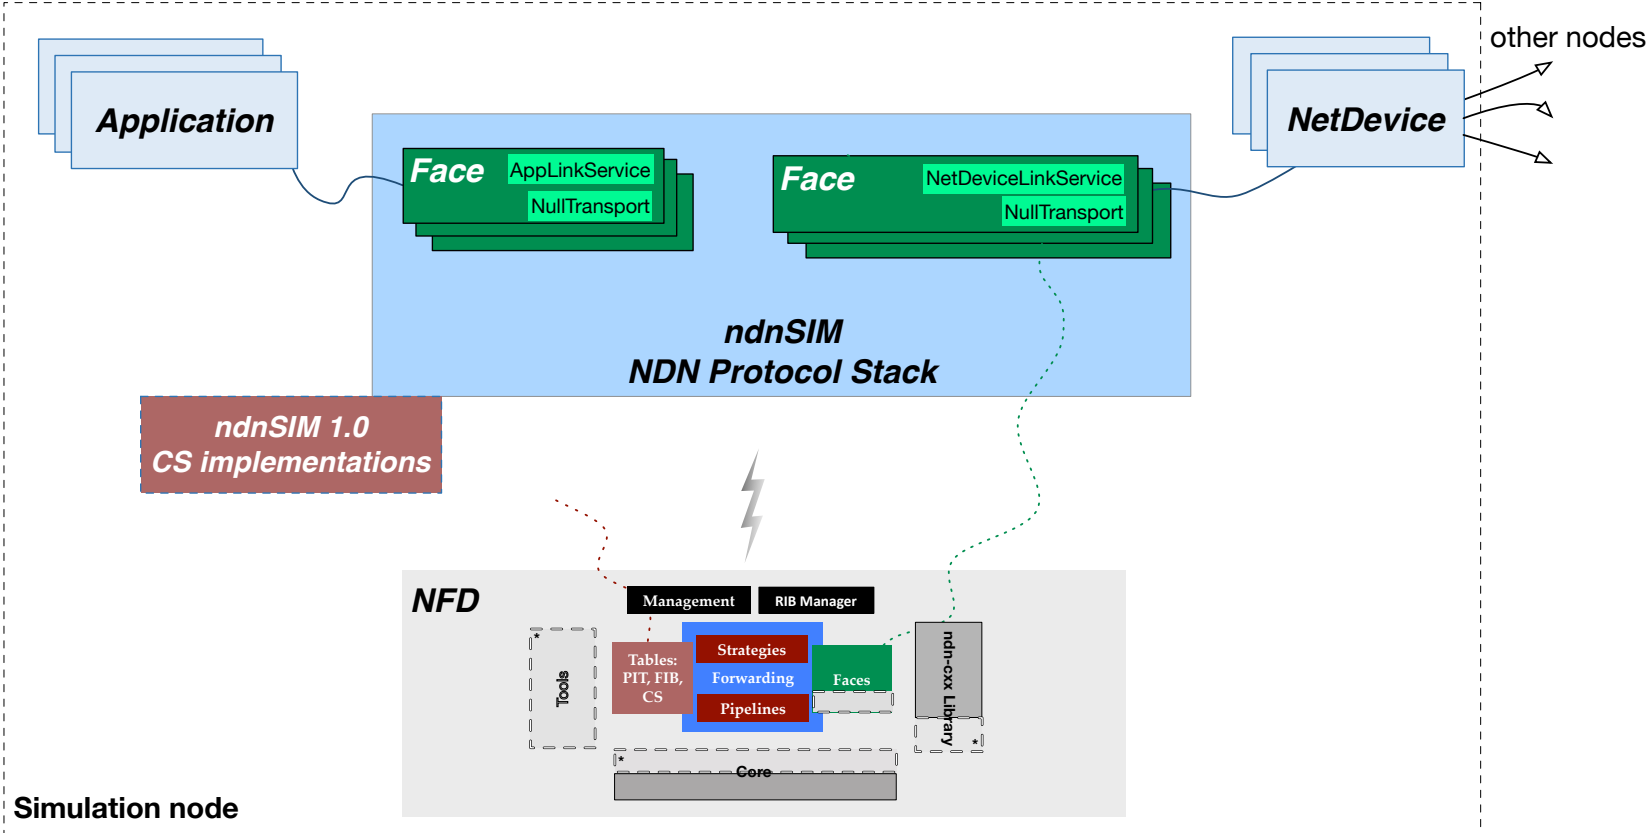 other nodes
Application
NetDevice
Face
AppLinkService
NullTransport
Face
NetDeviceLinkService
NullTransport
ndnSIM
NDN Protocol Stack
ndnSIM 1.0
CS implementations
NFD
Management
RIB Manager
*
Tools
Tables:
PIT, FIB,
CS
Strategies
Forwarding
Pipelines
Faces
ndn-cxx Library
*
*
Core
Simulation node